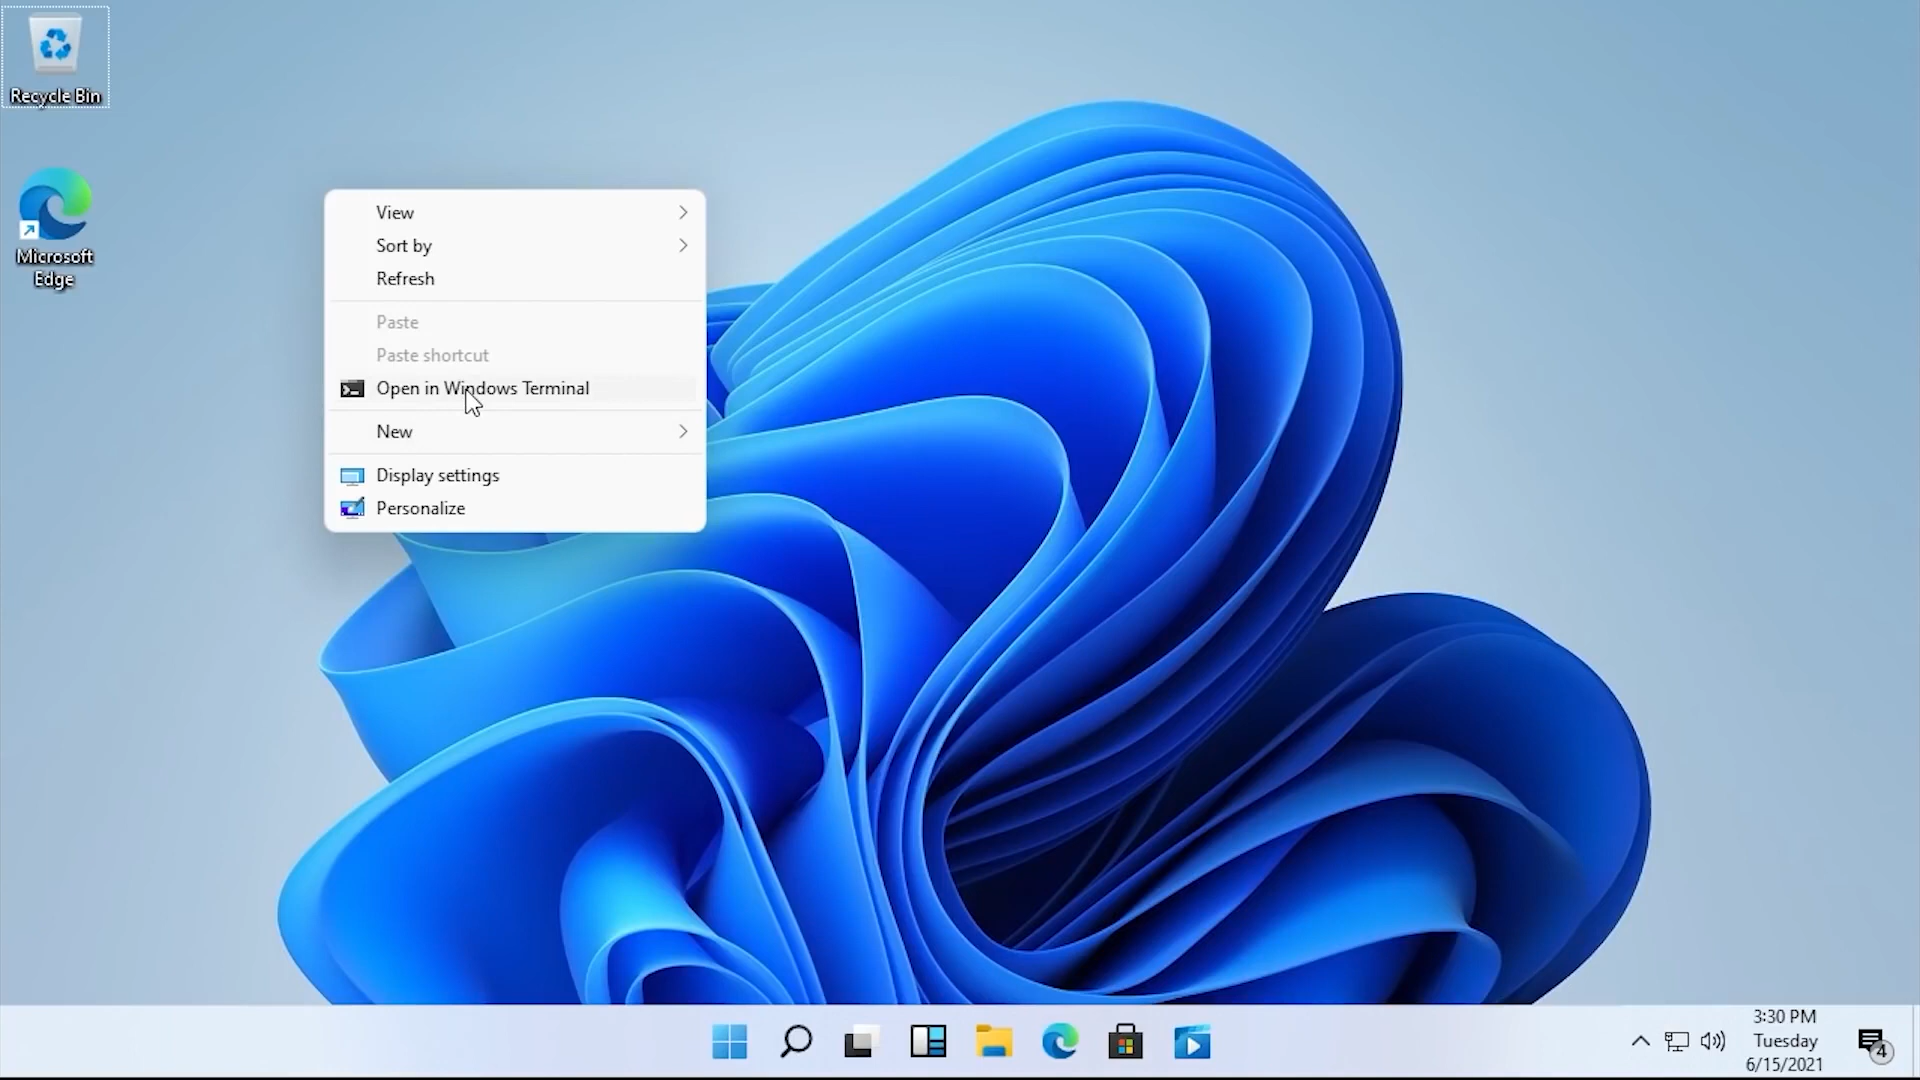 Recycle Bin
Microsoft
Edge
View
Sort by
Refresh
Paste
Paste shortcut
Open in Windows Terminal
New
Display settings
Personalize
3:30 PM
Tuesday
6/15/2021
4